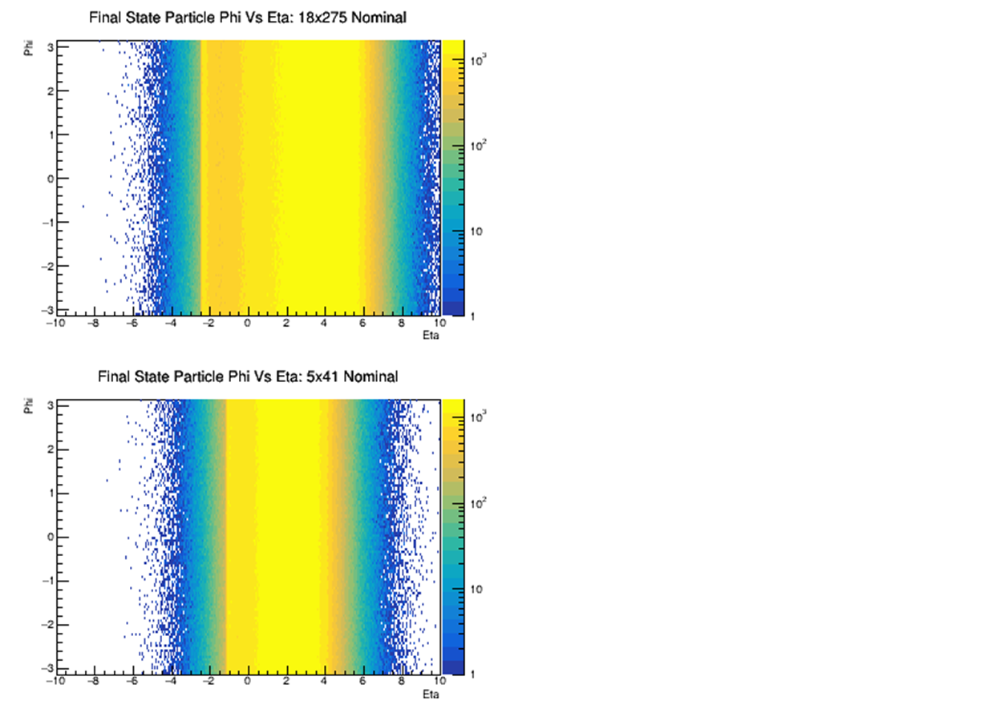 Final State Particle Phi Vs Eta: 18x275 Nominal
Phi
3
2
1
0
−1
−2
−3
−10 −8 −6 −4 −2 0 2 4 6 8 10
Eta
10³
10²
10
1
Final State Particle Phi Vs Eta: 5x41 Nominal
Phi
3
2
1
0
−1
−2
−3
−10 −8 −6 −4 −2 0 2 4 6 8 10
Eta
10³
10²
10
1